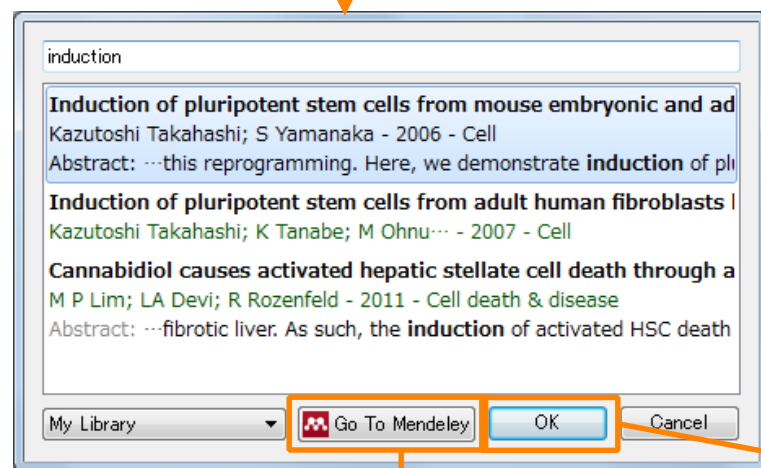 induction
Induction of pluripotent stem cells from mouse embryonic and ad
Kazutoshi Takahashi; S Yamanaka - 2006 - Cell
Abstract: ···this reprogramming. Here, we demonstrate induction of plu
Induction of pluripotent stem cells from adult human fibroblasts
Kazutoshi Takahashi; K Tanabe; M Ohnu··· - 2007 - Cell
Cannabidiol causes activated hepatic stellate cell death through a
M P Lim; LA Devi; R Rozenfeld - 2011 - Cell death & disease
Abstract: ···fibrotic liver. As such, the induction of activated HSC death
My Library Go To Mendeley OK Cancel